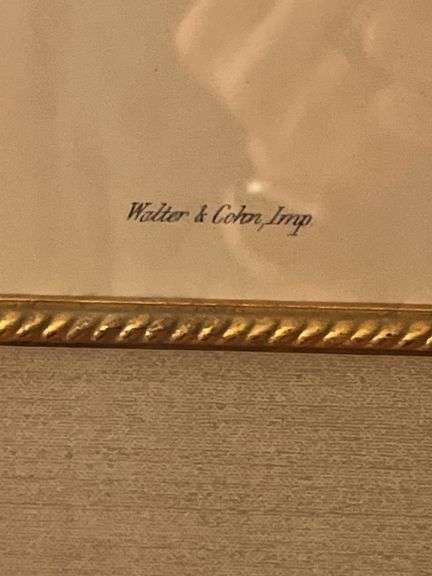 Walter & Cohn, Imp